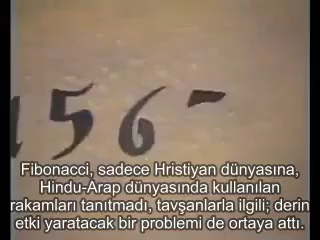 156-
Fibonacci, sadece Hristiyan dünyasına,
Hindu-Arap dünyasında kullanılan
rakamları tanıtmadı, tavşanlarla ilgili; derin
etki yaratacak bir problemi de ortaya attı.